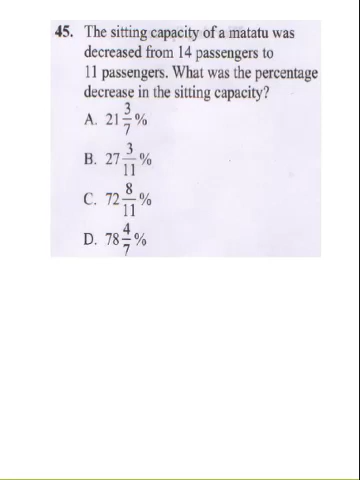 45. The sitting capacity of a matatu was
decreased from 14 passengers to
11 passengers. What was the percentage
decrease in the sitting capacity?
A. 21 3/7 %
B. 27 3/11 %
C. 72 8/11 %
D. 78 4/7 %